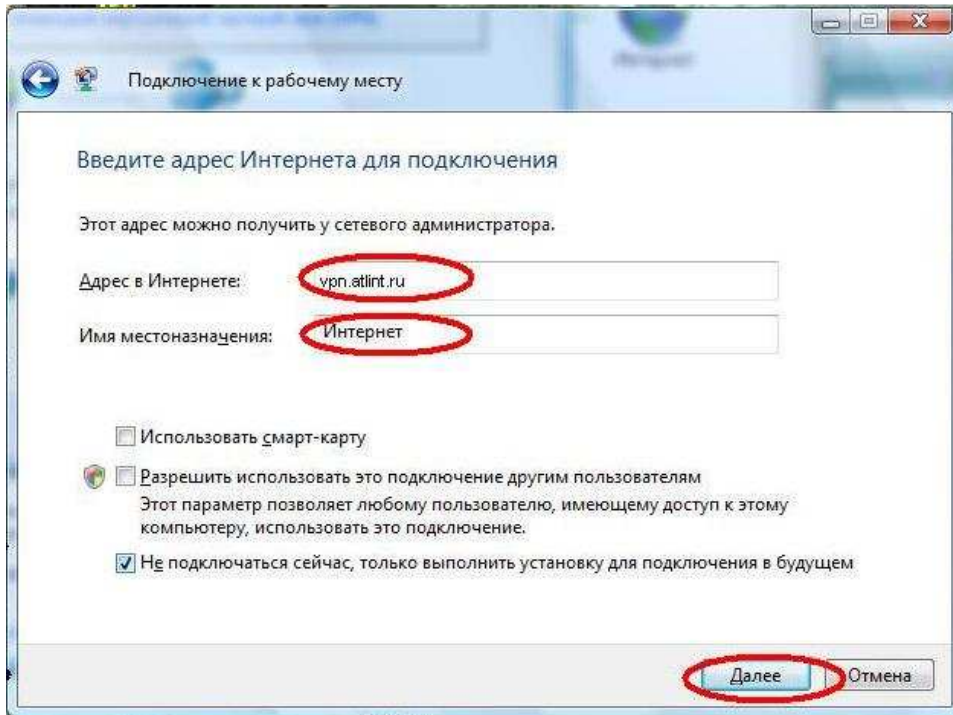 Подключение к рабочему месту
Введите адрес Интернета для подключения
Этот адрес можно получить у сетевого администратора.
Адрес в Интернете: vpn.atlint.ru
Имя местоназначения: Интернет
Использовать смарт-карту
Разрешить использовать это подключение другим пользователям
Этот параметр позволяет любому пользователю, имеющему доступ к этому
компьютеру, использовать это подключение.
Не подключаться сейчас, только выполнить установку для подключения в будущем
Далее Отмена